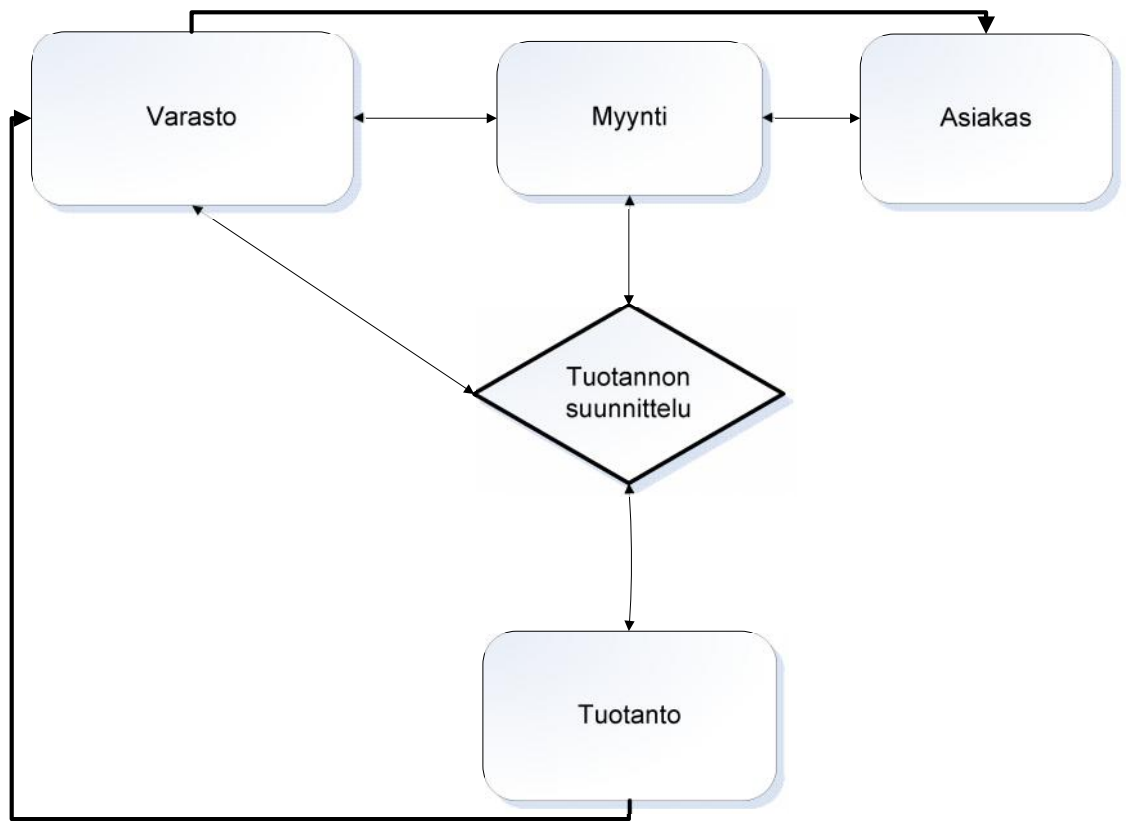 Varasto
Myynti
Asiakas
Tuotannon
suunnittelu
Tuotanto